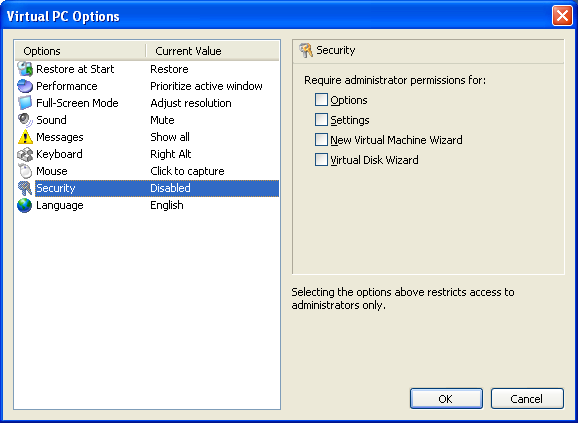 Virtual PC Options
Options Current Value
Restore at Start Restore
Performance Prioritize active window
Full-Screen Mode Adjust resolution
Sound Mute
Messages Show all
Keyboard Right Alt
Mouse Click to capture
Security Disabled
Language English
Security
Require administrator permissions for:
Options
Settings
New Virtual Machine Wizard
Virtual Disk Wizard
Selecting the options above restricts access to
administrators only.
OK Cancel